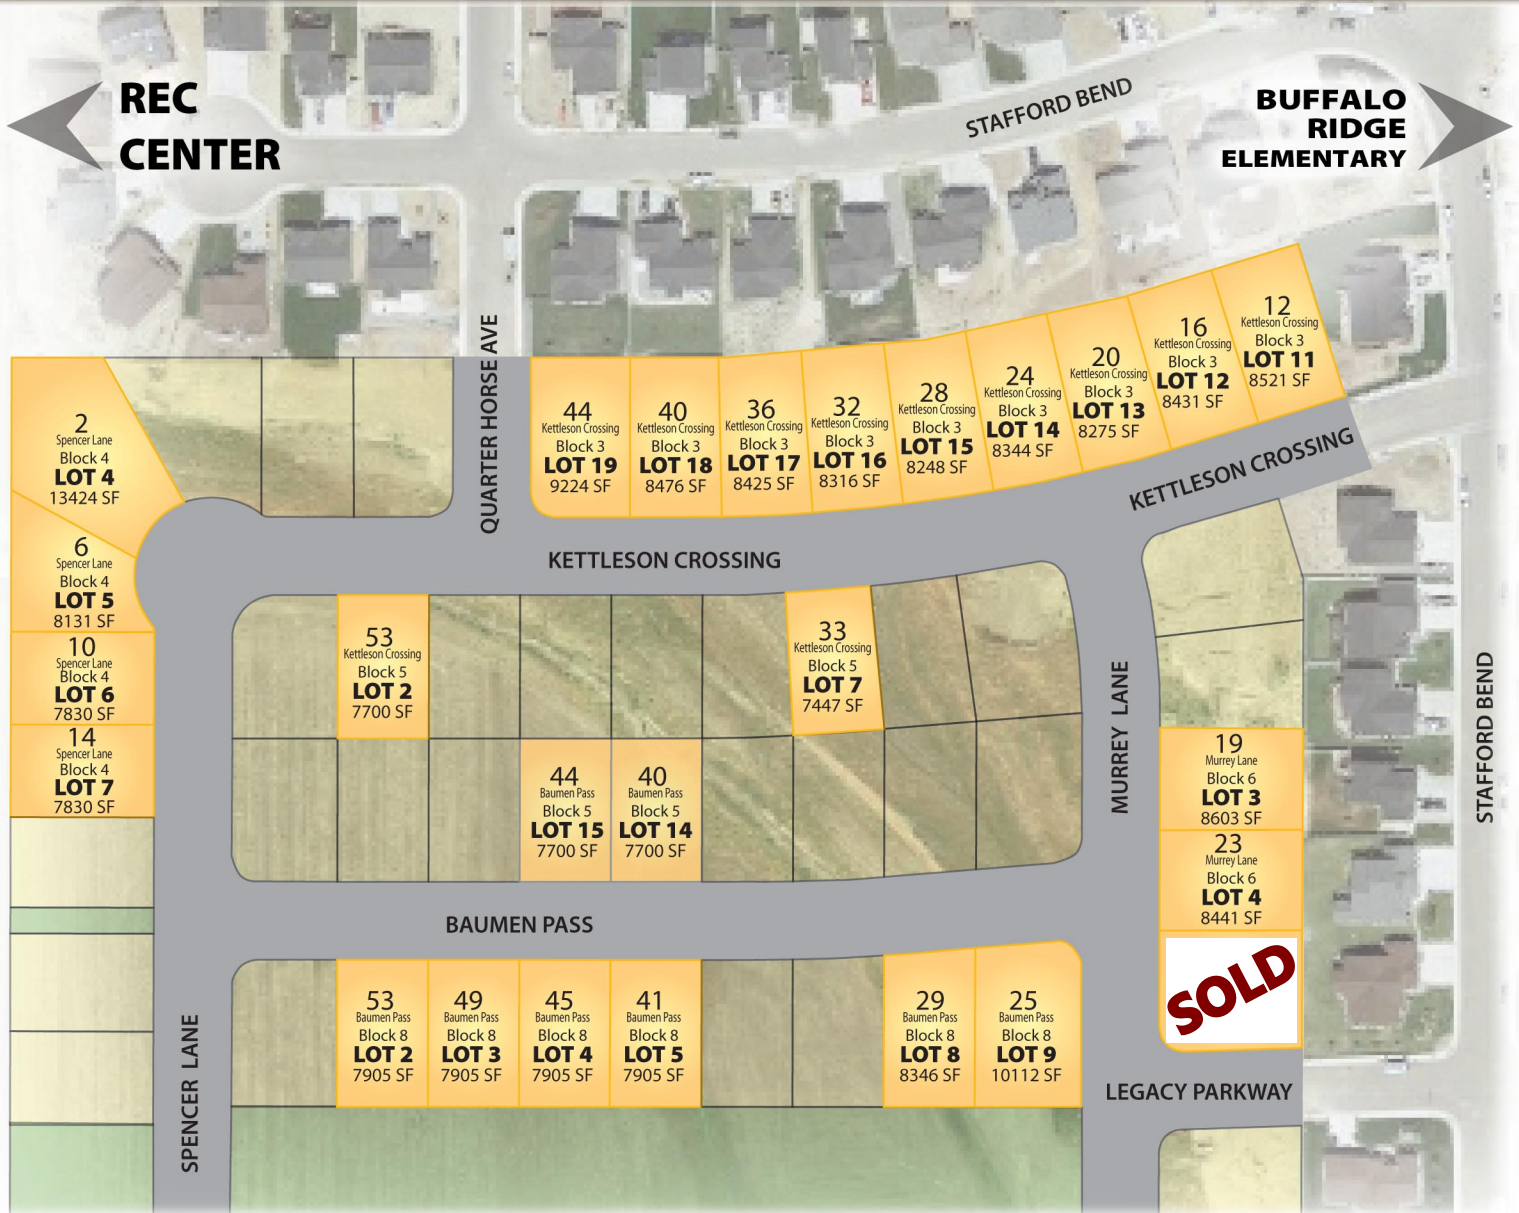 REC
CENTER
STAFFORD BEND
BUFFALO
RIDGE
ELEMENTARY
QUARTER HORSE AVE
2
Spencer Lane
Block 4
LOT 4
13424 SF
6
Spencer Lane
Block 4
LOT 5
8131 SF
10
Spencer Lane
Block 4
LOT 6
7830 SF
14
Spencer Lane
Block 4
LOT 7
7830 SF
44
Kettleson Crossing
Block 3
LOT 19
9224 SF
40
Kettleson Crossing
Block 3
LOT 18
8476 SF
36
Kettleson Crossing
Block 3
LOT 17
8425 SF
32
Kettleson Crossing
Block 3
LOT 16
8316 SF
28
Kettleson Crossing
Block 3
LOT 15
8248 SF
24
Kettleson Crossing
Block 3
LOT 14
8344 SF
20
Kettleson Crossing
Block 3
LOT 13
8275 SF
16
Kettleson Crossing
Block 3
LOT 12
8431 SF
12
Kettleson Crossing
Block 3
LOT 11
8521 SF
KETTLESON CROSSING
KETTLESON CROSSING
53
Kettleson Crossing
Block 5
LOT 2
7700 SF
33
Kettleson Crossing
Block 5
LOT 7
7447 SF
44
Baumen Pass
Block 5
LOT 15
7700 SF
40
Baumen Pass
Block 5
LOT 14
7700 SF
MURREY LANE
19
Murrey Lane
Block 6
LOT 3
8603 SF
23
Murrey Lane
Block 6
LOT 4
8441 SF
SOLD
STAFFORD BEND
BAUMEN PASS
SPENCER LANE
53
Baumen Pass
Block 8
LOT 2
7905 SF
49
Baumen Pass
Block 8
LOT 3
7905 SF
45
Baumen Pass
Block 8
LOT 4
7905 SF
41
Baumen Pass
Block 8
LOT 5
7905 SF
29
Baumen Pass
Block 8
LOT 8
8346 SF
25
Baumen Pass
Block 8
LOT 9
10112 SF
LEGACY PARKWAY